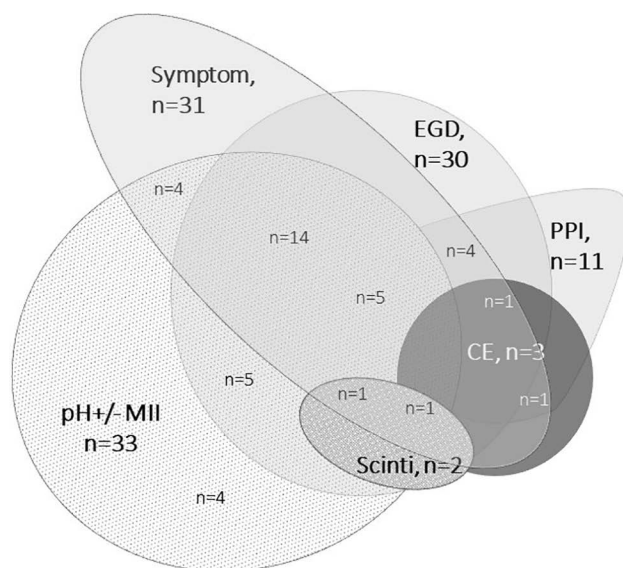 Symptom,
n=31
EGD,
n=30
n=4
n=14
n=4
PPI,
n=11
n=5
n=1
CE, n=3
n=5
n=1
n=1
n=1
pH+/- MII
n=33
Scinti, n=2
n=4